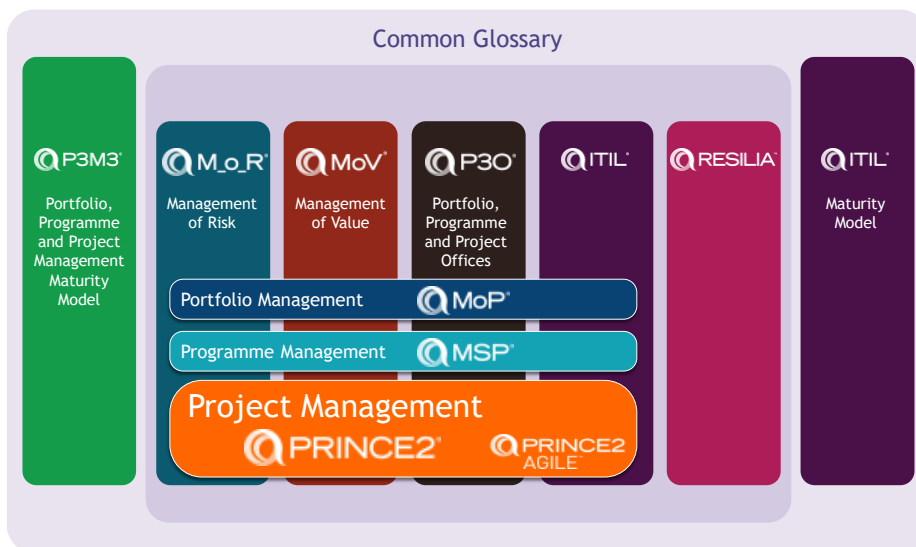 Common Glossary
P3M3®
Portfolio,
Programme
and Project
Management
Maturity
Model
M_o_R®
Management
of Risk
MoV®
Management
of Value
P3O®
Portfolio,
Programme
and Project
Offices
ITIL®
RESILIA™
ITIL®
Maturity
Model
Portfolio Management
MoP®
Programme Management
MSP®
Project Management
PRINCE2®
PRINCE2
AGILE™